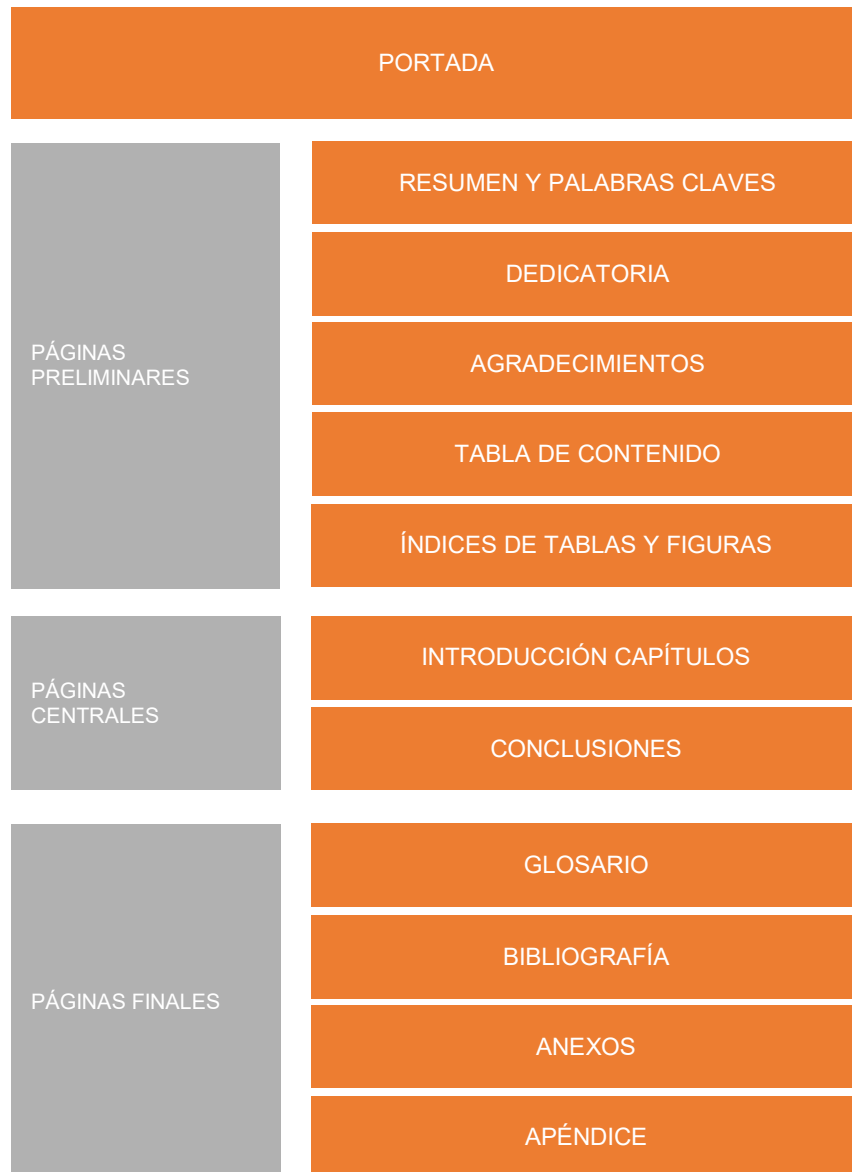 PORTADA
PÁGINAS
PRELIMINARES
RESUMEN Y PALABRAS CLAVES
DEDICATORIA
AGRADECIMIENTOS
TABLA DE CONTENIDO
ÍNDICES DE TABLAS Y FIGURAS
PÁGINAS
CENTRALES
INTRODUCCIÓN CAPÍTULOS
CONCLUSIONES
PÁGINAS FINALES
GLOSARIO
BIBLIOGRAFÍA
ANEXOS
APÉNDICE